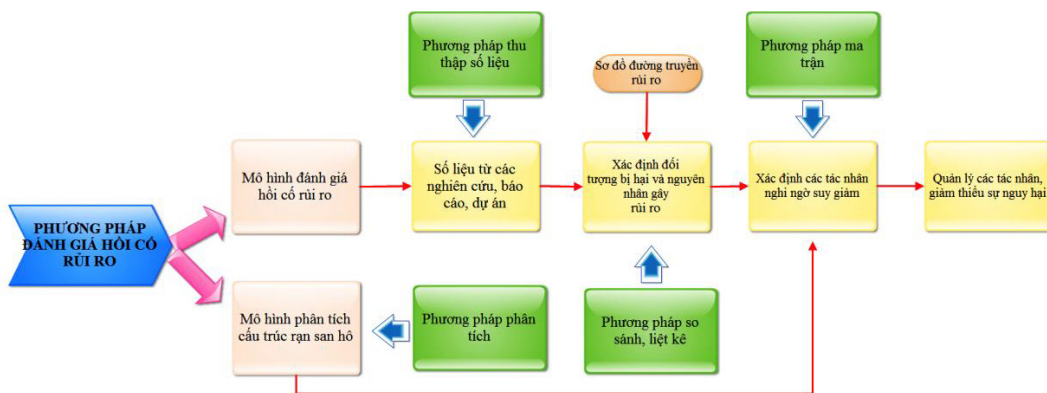 Phương pháp thu
thập số liệu
Sơ đồ đường truyền
rủi ro
Phương pháp ma
trận
Mô hình đánh giá
hồi cố rủi ro
Số liệu từ các
nghiên cứu, báo
cáo, dự án
Xác định đối
tượng bị hại và nguyên
nhân gây
rủi ro
Xác định các tác nhân
nghi ngờ suy giảm
Quản lý các tác nhân,
giảm thiểu sự nguy hại
PHƯƠNG PHÁP
ĐÁNH GIÁ HỒI CỐ
RỦI RO
Mô hình phân tích
cấu trúc rạn san hô
Phương pháp phân
tích
Phương pháp so
sánh, liệt kê